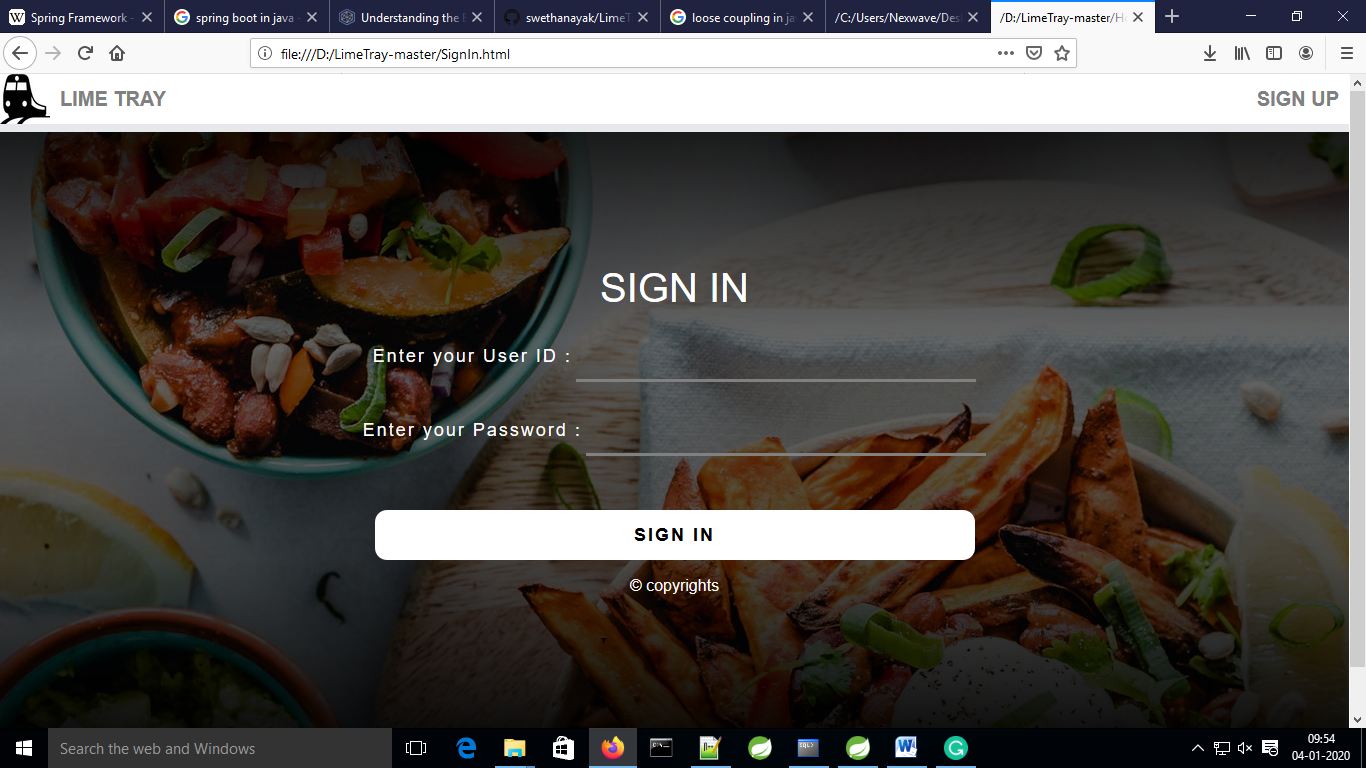 Spring Framework -
spring boot in java -
Understanding the
swethanayak/LimeT
loose coupling in ja
/C:/Users/Nexwave/Desl
/D:/LimeTray-master/Ho
file:///D:/LimeTray-master/SignIn.html
LIME TRAY
SIGN UP
SIGN IN
Enter your User ID :
Enter your Password :
SIGN IN
© copyrights
Search the web and Windows
09:54
04-01-2020